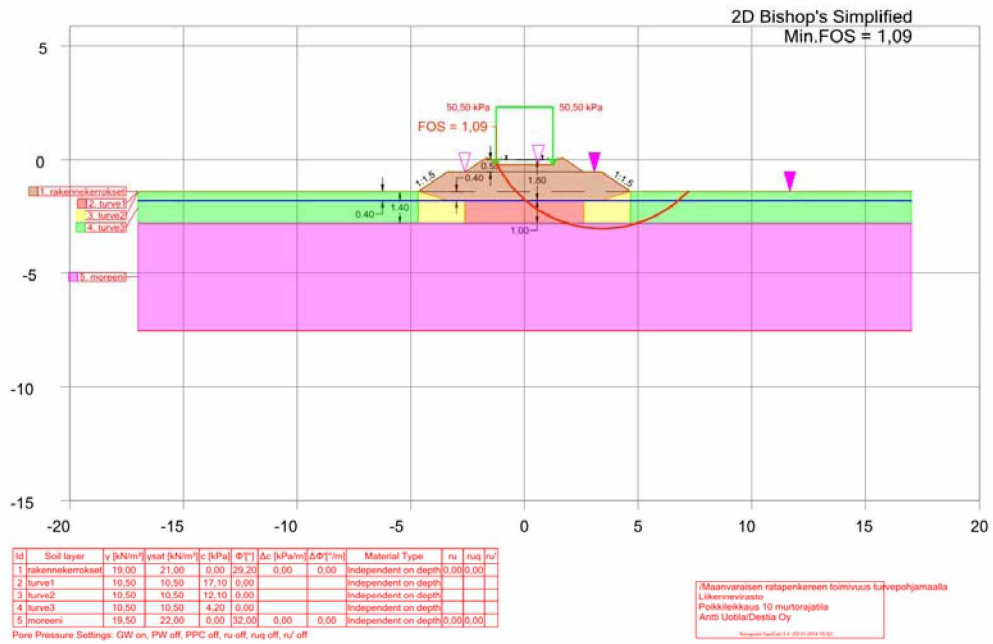 2D Bishop's Simplified
Min.FOS = 1,09
5
50,50 kPa
50,50 kPa
FOS = 1,09
0
1:1,5
0.40
1.80
1:1,5
1. rakennekerrokset
2. turve1
3. turve2
4. turve3
0.40
1.40
1.00
-5
5. moreeni
-10
-15
-20
-15
-10
-5
0
5
10
15
20
Id Soil layer γ [kN/m³] γsat [kN/m³] c [kPa] Φ'[°] Δc [kPa/m] ΔΦ'[°/m] Material Type ru ruq ru'
1 rakennekerrokset 19,00 21,00 0,00 29,20 0,00 0,00 Independent on depth 0,00 0,00
2 turve1 10,50 10,50 17,10 0,00 Independent on depth
3 turve2 10,50 10,50 12,10 0,00 Independent on depth
4 turve3 10,50 10,50 4,20 0,00 Independent on depth
5 moreeni 19,50 22,00 0,00 32,00 0,00 0,00 Independent on depth 0,00 0,00
Pore Pressure Settings: GW on, PW off, PPC off, ru off, ruq off, ru' off
/Maanvaraisen ratapenkereen toimivuus turvepohjamaalla
Liikennevirasto
Poikkileikkaus 10 murtorajatila
Antti Uotila/Destia Oy